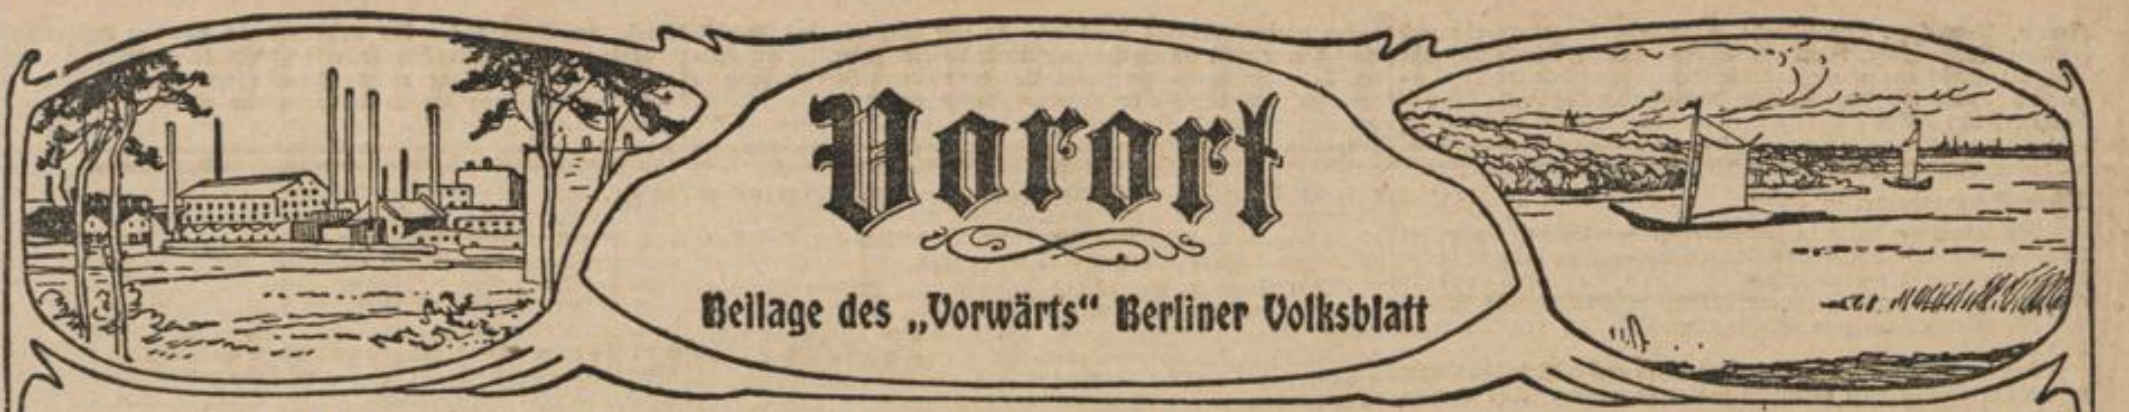 Vorort
Beilage des „Vorwärts“ Berliner Volksblatt